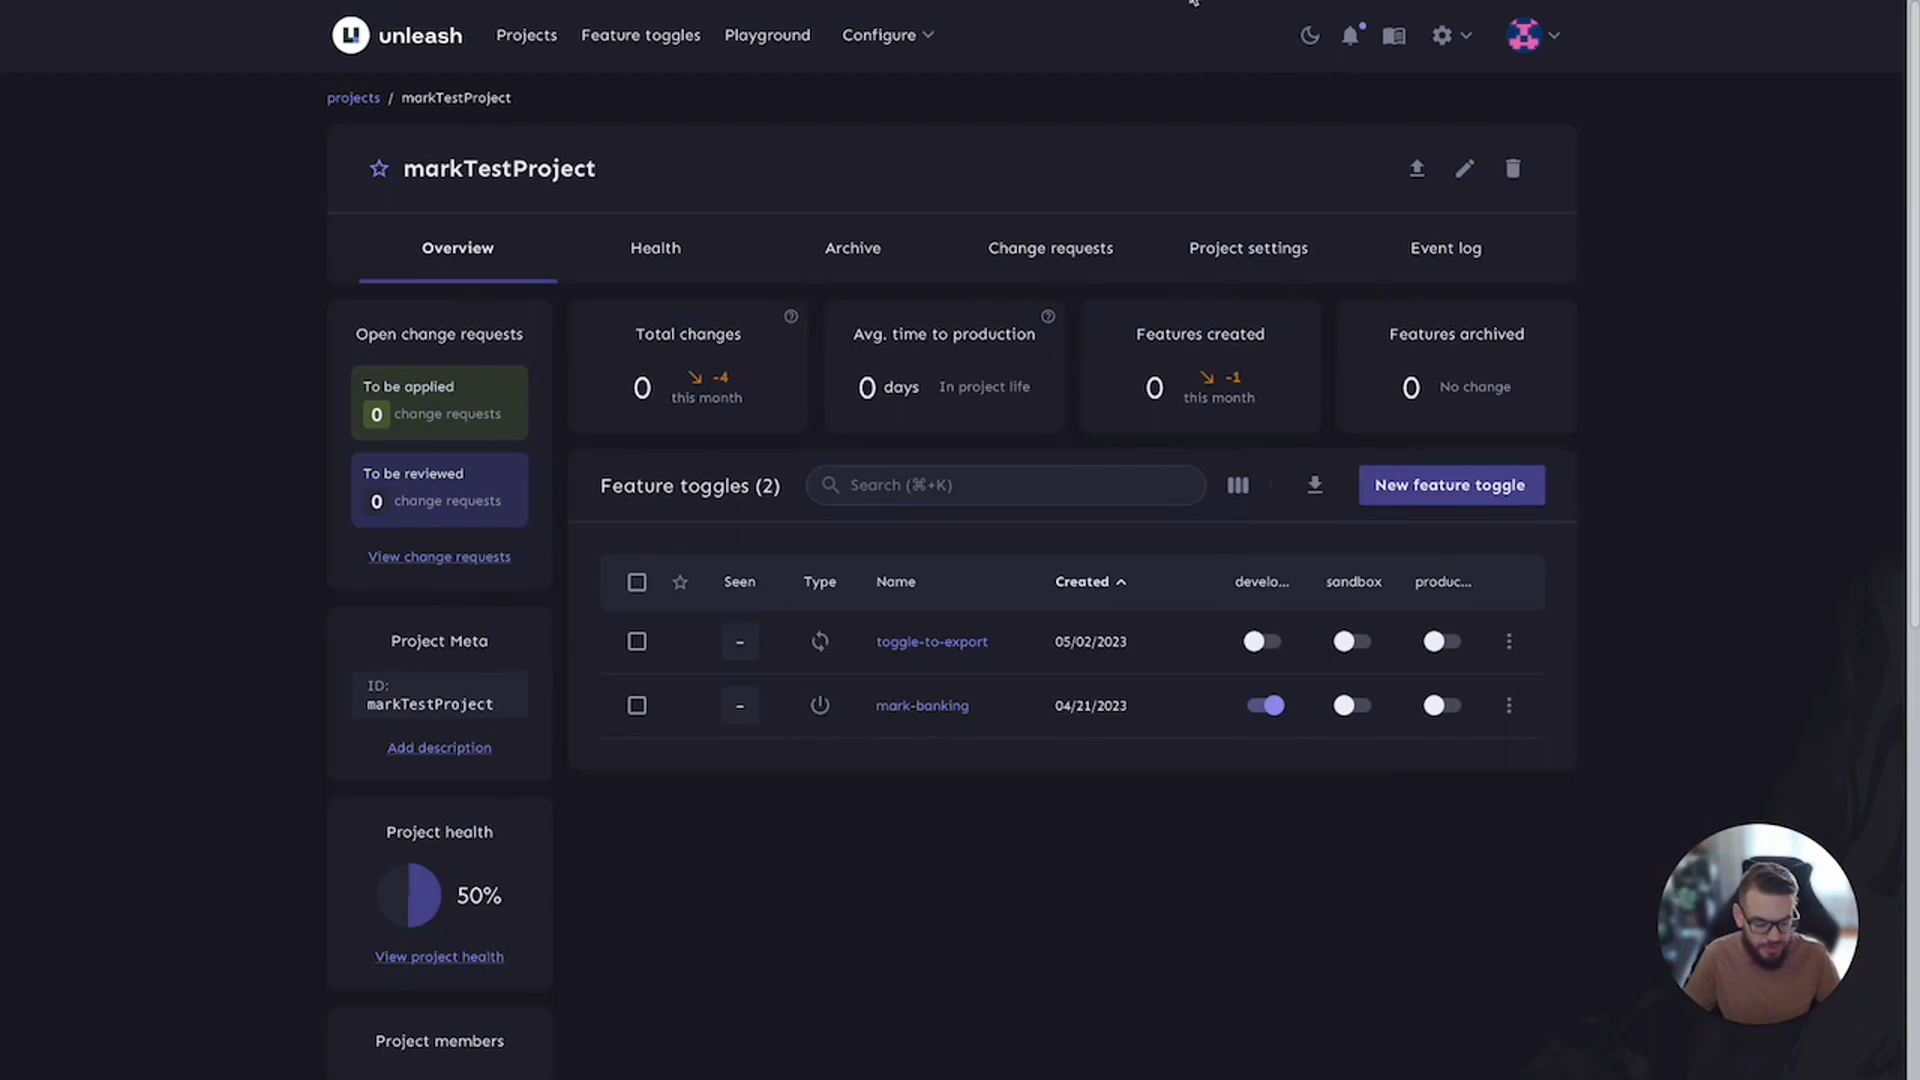 unleash Projects Feature toggles Playground Configure
projects / markTestProject
markTestProject
Overview Health Archive Change requests Project settings Event log
Open change requests
To be applied
0 change requests
To be reviewed
0 change requests
View change requests
Total changes
0 -4
this month
Avg. time to production
0 days In project life
Features created
0 -1
this month
Features archived
0 No change
Feature toggles (2) Search (⌘+K) New feature toggle
Seen Type Name Created develo... sandbox produc...
- toggle-to-export 05/02/2023
- mark-banking 04/21/2023
Project Meta
ID:
markTestProject
Add description
Project health
50%
View project health
Project members